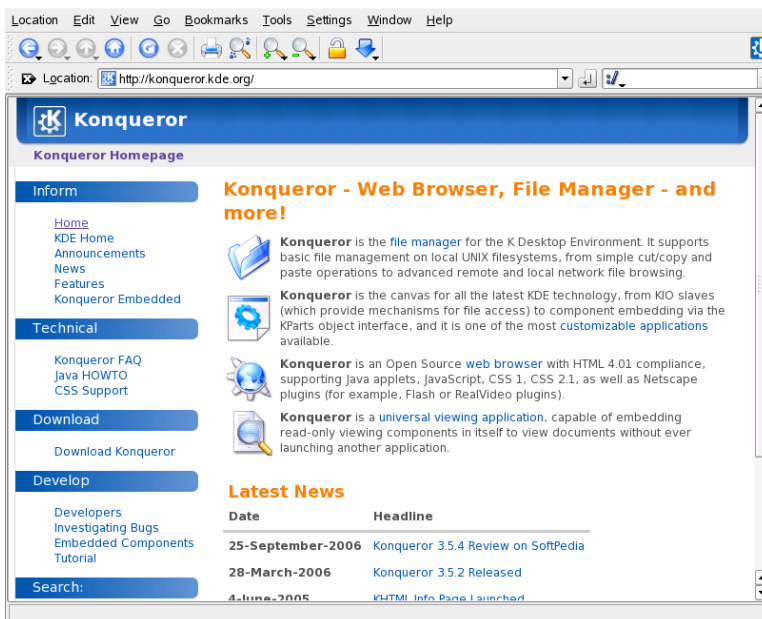 Location Edit View Go Bookmarks Tools Settings Window Help
Location: http://konqueror.kde.org/
Konqueror
Konqueror Homepage
Inform
Home
KDE Home
Announcements
News
Features
Konqueror Embedded
Technical
Konqueror FAQ
Java HOWTO
CSS Support
Download
Download Konqueror
Develop
Developers
Investigating Bugs
Embedded Components
Tutorial
Search:
Konqueror - Web Browser, File Manager - and
more!
Konqueror is the file manager for the K Desktop Environment. It supports
basic file management on local UNIX filesystems, from simple cut/copy and
paste operations to advanced remote and local network file browsing.
Konqueror is the canvas for all the latest KDE technology, from KIO slaves
(which provide mechanisms for file access) to component embedding via the
KParts object interface, and it is one of the most customizable applications
available.
Konqueror is an Open Source web browser with HTML 4.01 compliance,
supporting Java applets, JavaScript, CSS 1, CSS 2.1, as well as Netscape
plugins (for example, Flash or RealVideo plugins).
Konqueror is a universal viewing application, capable of embedding
read-only viewing components in itself to view documents without ever
launching another application.
Latest News
Date Headline
25-September-2006 Konqueror 3.5.4 Review on SoftPedia
28-March-2006 Konqueror 3.5.2 Released
4-June-2005 KHTML Info Page Launched